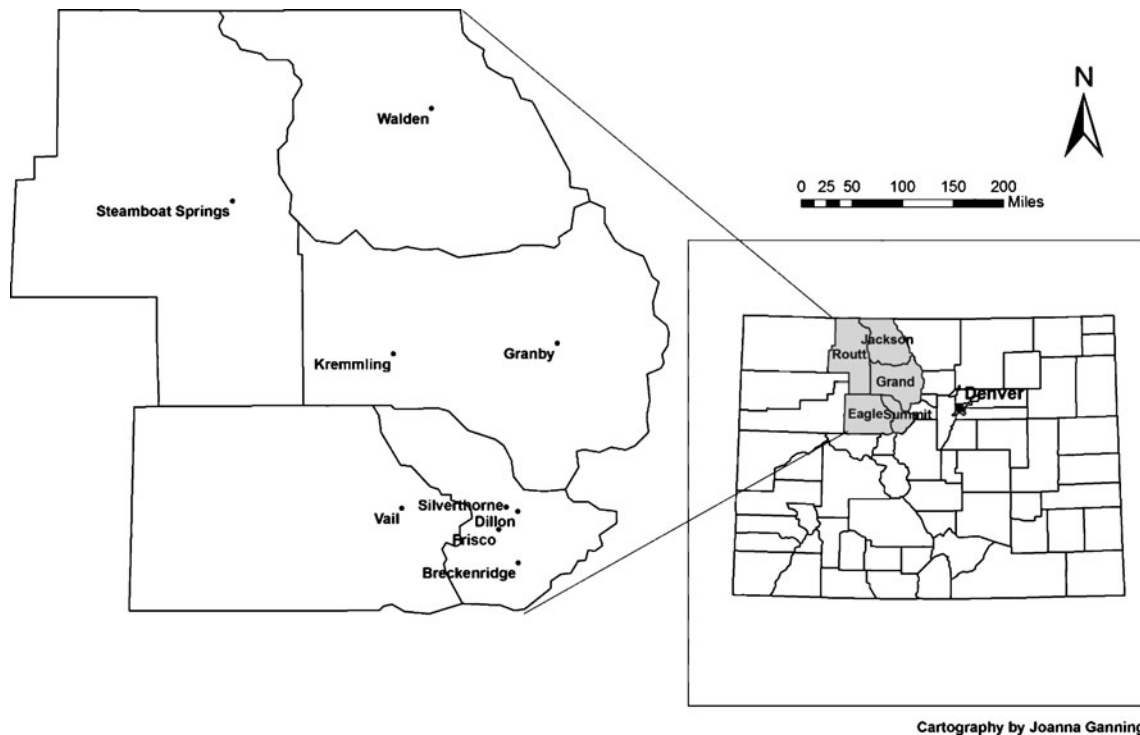 N
Walden
0 25 50 100 150 200
Miles
Steamboat Springs
Jackson
Routt
Kremmling
Granby
Grand
Denver
Eagle
Summit
Silverthorne
Vail
Dillon
Frisco
Breckenridge
Cartography by Joanna Ganning